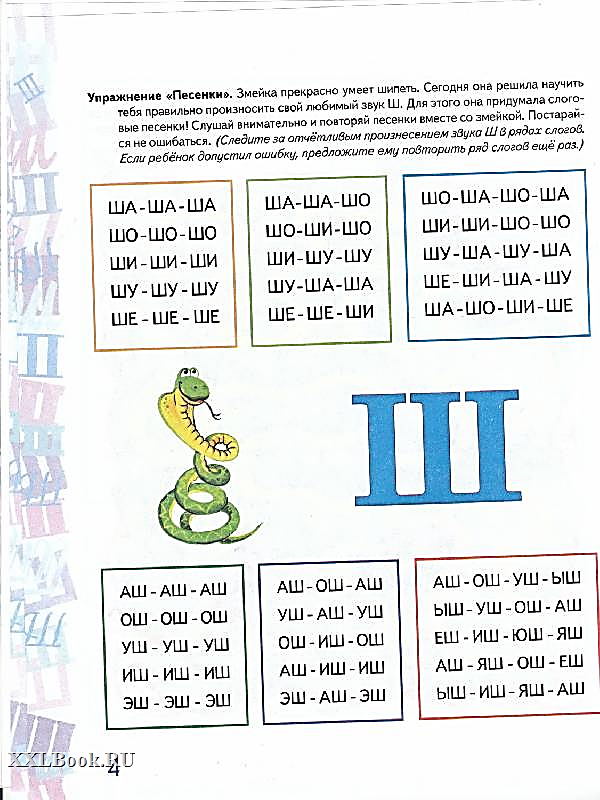 Упражнение «Песенки». Змейка прекрасно умеет шипеть. Сегодня она решила научить
тебя правильно произносить свой любимый звук Ш. Для этого она придумала слого-
вые песенки! Слушай внимательно и повторяй песенки вместе со змейкой. Постарай-
ся не ошибаться. (Следите за отчётливым произнесением звука Ш в рядах слогов.
Если ребёнок допустил ошибку, предложите ему повторить ряд слогов ещё раз.)
ША - ША - ША
ШО - ШО - ШО
ШИ - ШИ - ШИ
ШУ - ШУ - ШУ
ШЕ - ШЕ - ШЕ
ША-ША-ШО
ШО-ШИ-ШО
ШИ-ШУ-ШУ
ШУ-ША-ША
ШЕ-ШЕ-ШИ
ШО-ША-ШО-ША
ШИ-ШИ-ШО-ШО
ШУ-ША-ШУ-ША
ШЕ-ШИ-ША-ШУ
ША-ШО-ШИ-ШЕ
Ш
АШ - АШ - АШ
ОШ - ОШ - ОШ
УШ - УШ - УШ
ИШ - ИШ - ИШ
ЭШ - ЭШ - ЭШ
АШ - ОШ - АШ
УШ - АШ - УШ
ОШ - ИШ - ОШ
АШ - ИШ - ИШ
ЭШ - АШ - ЭШ
АШ - ОШ - УШ - ЫШ
ЫШ - УШ - ОШ - АШ
ЕШ - ИШ - ЮШ - ЯШ
АШ - ЯШ - ОШ - ЕШ
ЫШ - ИШ - ЯШ - АШ
XXLBook.RU
4